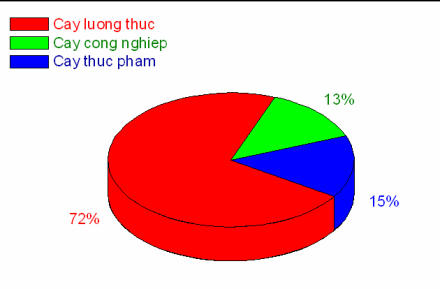 Cay luong thuc
Cay cong nghiep
Cay thuc pham
13%
15%
72%